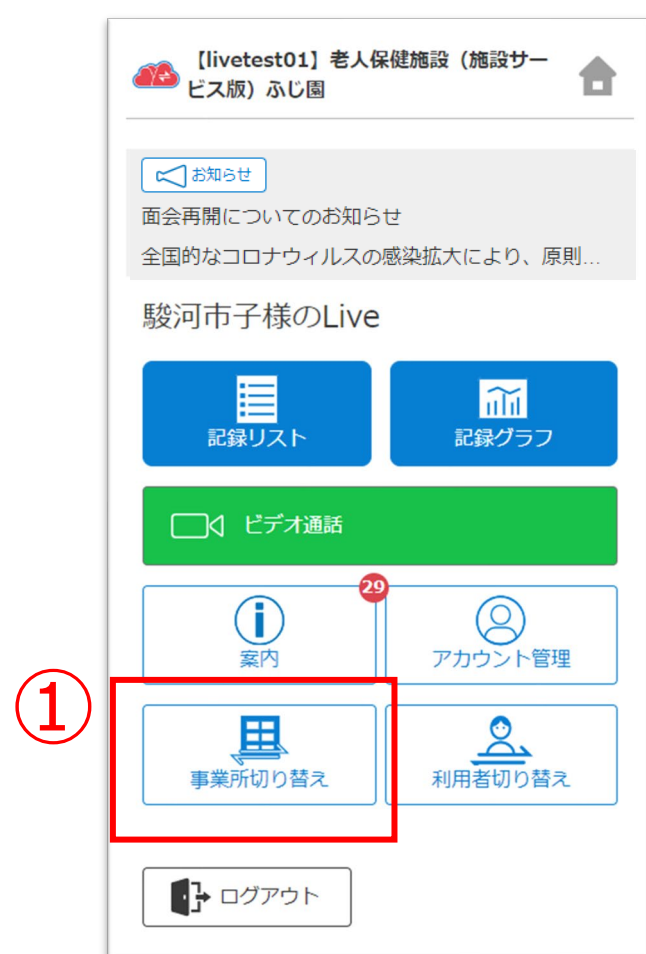 【livetest01】老人保健施設（施設サー
ビス版）ふじ園
お知らせ
面会再開についてのお知らせ
全国的なコロナウィルスの感染拡大により、原則...
駿河市子様のLive
記録リスト
記録グラフ
ビデオ通話
29
案内
アカウント管理
①
事業所切り替え
利用者切り替え
ログアウト